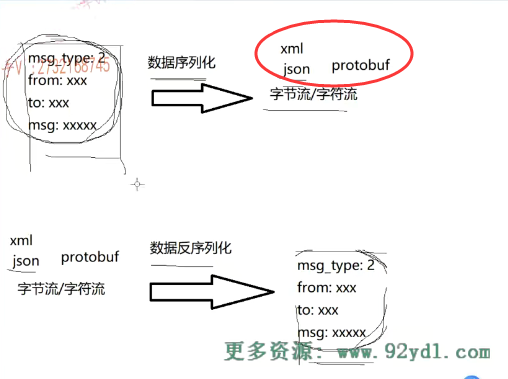 msg_type: 2
from: xxx
to: xxx
msg: xxxxx
数据序列化
xml
json protobuf
字节流/字符流
xml
json protobuf
字节流/字符流
数据反序列化
msg_type: 2
from: xxx
to: xxx
msg: xxxxx
更多资源: www.92ydl.com